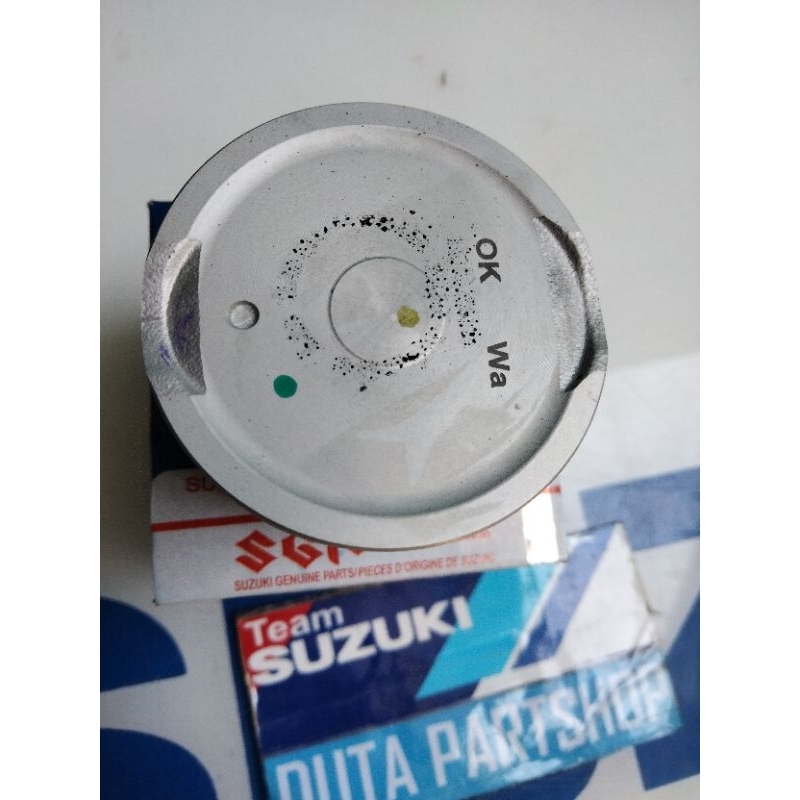 OK
Wa
SGP
SUZUKI GENUINE PARTS/PIECES D'ORIGINE DE SUZUKI
Team
SUZUKI
DUTA PARTSHOP